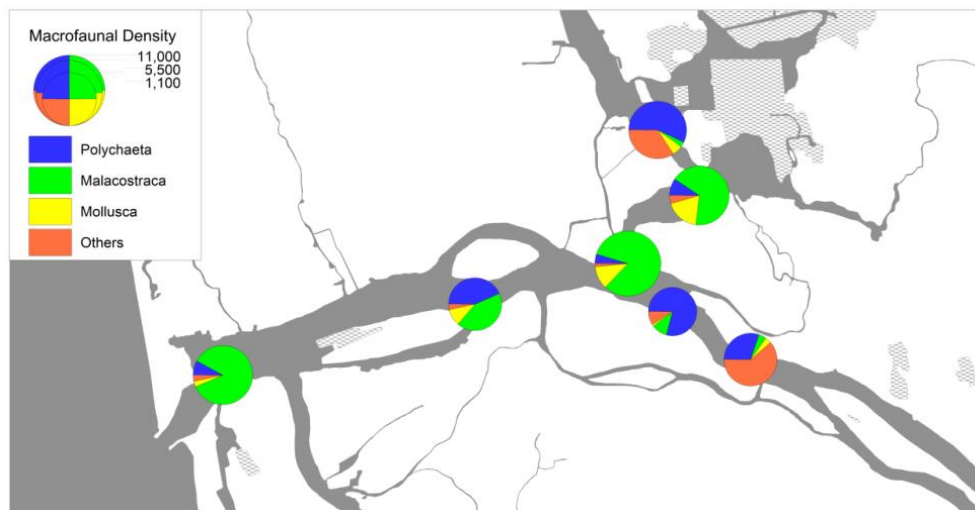 Macrofaunal Density
11,000
5,500
1,100
Polychaeta
Malacostraca
Mollusca
Others